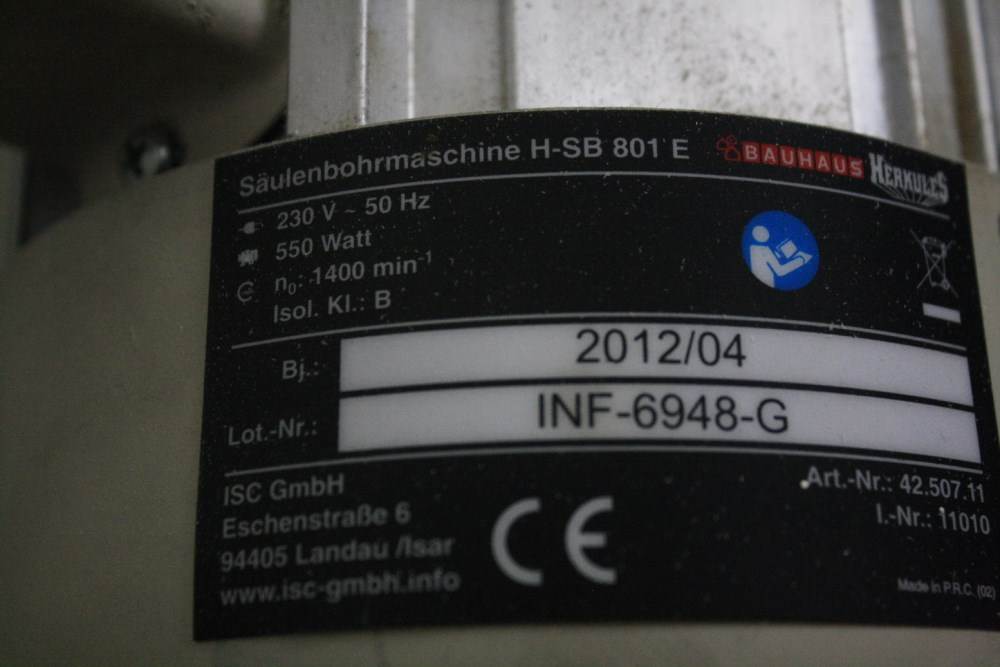 Säulenbohrmaschine H-SB 801 E BAUHAUS HERKULES
230 V ~ 50 Hz
550 Watt
n₀: 1400 min⁻¹
Isol. Kl.: B
Bj.: 2012/04
Lot.-Nr.: INF-6948-G
ISC GmbH
Eschenstraße 6
94405 Landau /Isar
www.isc-gmbh.info
CE
Art.-Nr.: 42.507.11
I.-Nr.: 11010
Made in P.R.C. (02)